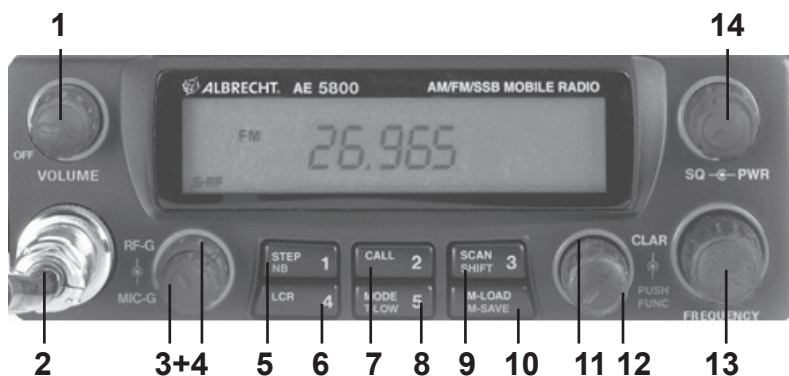 1
14
ALBRECHT. AE 5800 AM/FM/SSB MOBILE RADIO
FM 26.965
S-RF
OFF
VOLUME
SQ PWR
RF-G
MIC-G
STEP 1
NB
CALL 2
SCAN 3
SHIFT
LCR 4
MODE 5
T-LOW
M-LOAD
M-SAVE
CLAR
PUSH
FUNC
FREQUENCY
2 3+4 5 6 7 8 9 10 11 12 13